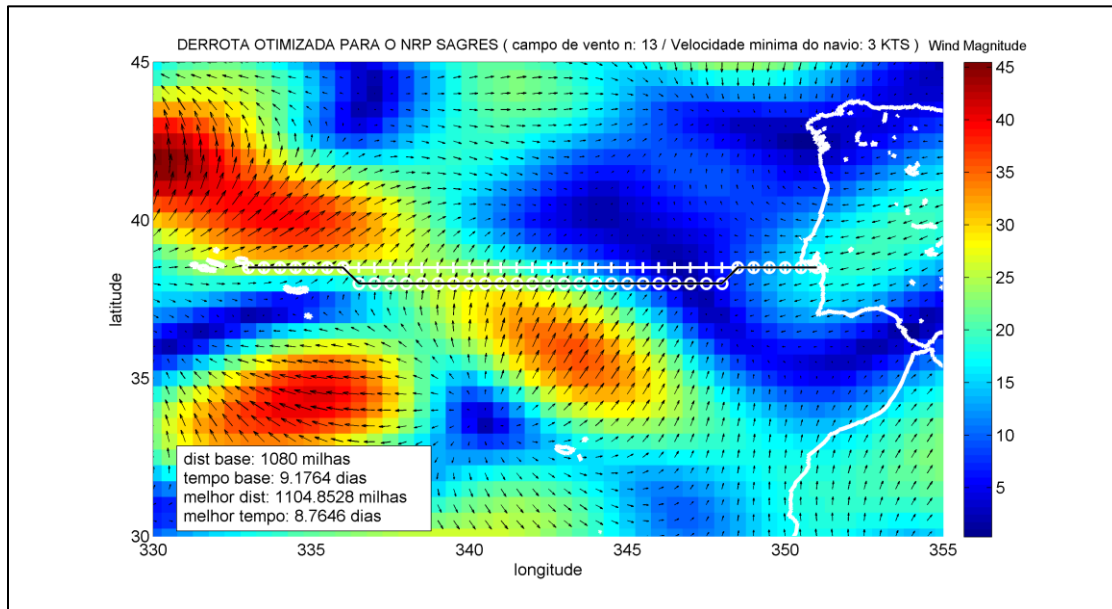 DERROTA OTIMIZADA PARA O NRP SAGRES ( campo de vento n: 13 / Velocidade minima do navio: 3 KTS ) Wind Magnitude
45
40
35
30
latitude
330
335
340
345
350
355
longitude
45
40
35
30
25
20
15
10
5
dist base: 1080 milhas
tempo base: 9.1764 dias
melhor dist: 1104.8528 milhas
melhor tempo: 8.7646 dias